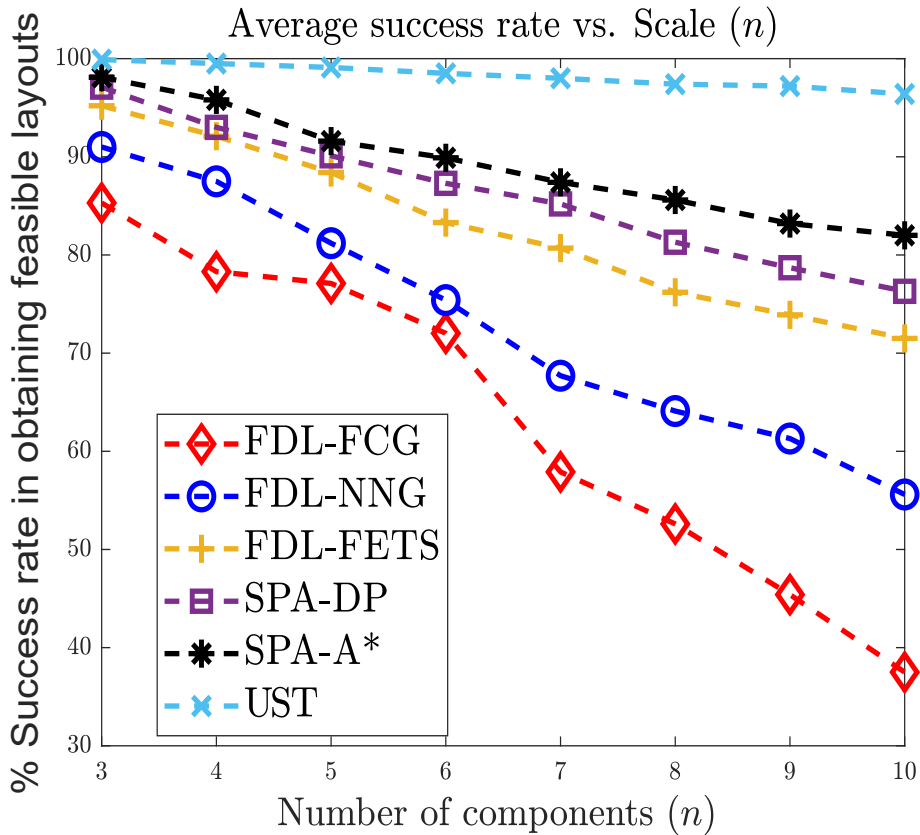 Average success rate vs. Scale (n)
% Success rate in obtaining feasible layouts
100
90
80
70
60
50
40
30
FDL-FCG
FDL-NNG
FDL-FETS
SPA-DP
SPA-A*
UST
3 4 5 6 7 8 9 10
Number of components (n)